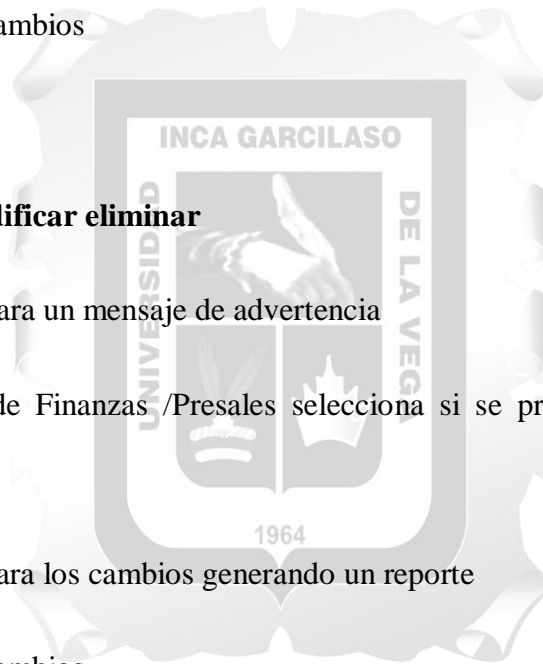 ambios
INCA GARCILASO
UNIVERSIDAD
DE LA VEGA
dificar eliminar
ara un mensaje de advertencia
de Finanzas /Presales selecciona si se pr
1964
ara los cambios generando un reporte